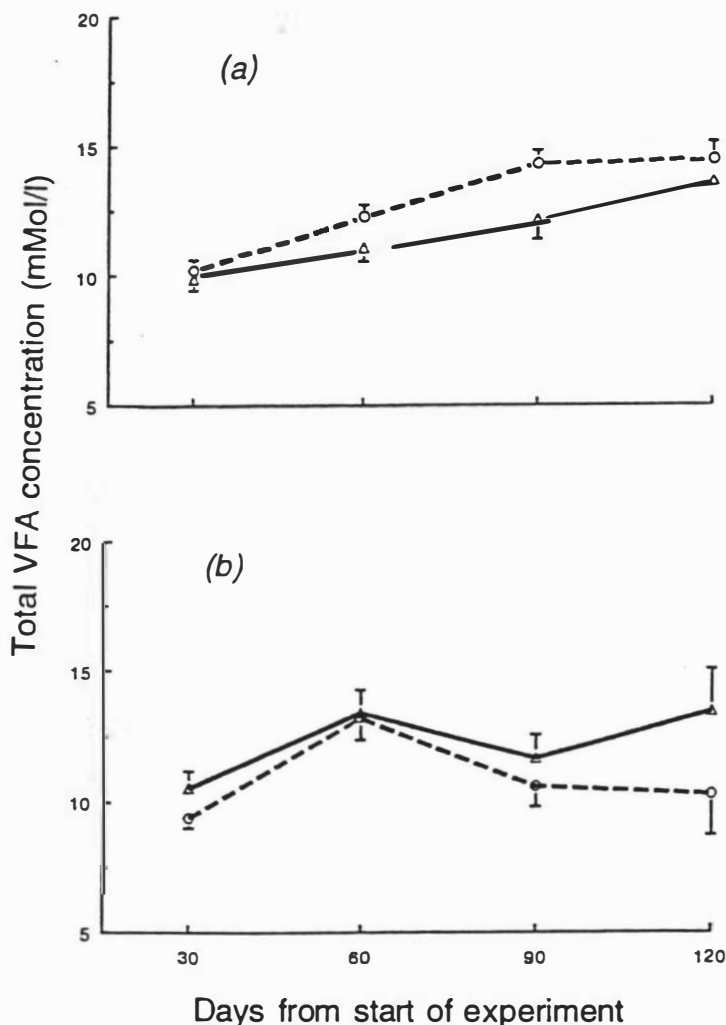 20
(a)
15
10
5
Total VFA concentration (mMol/l)
20
(b)
15
10
5
30 60 90 120
Days from start of experiment